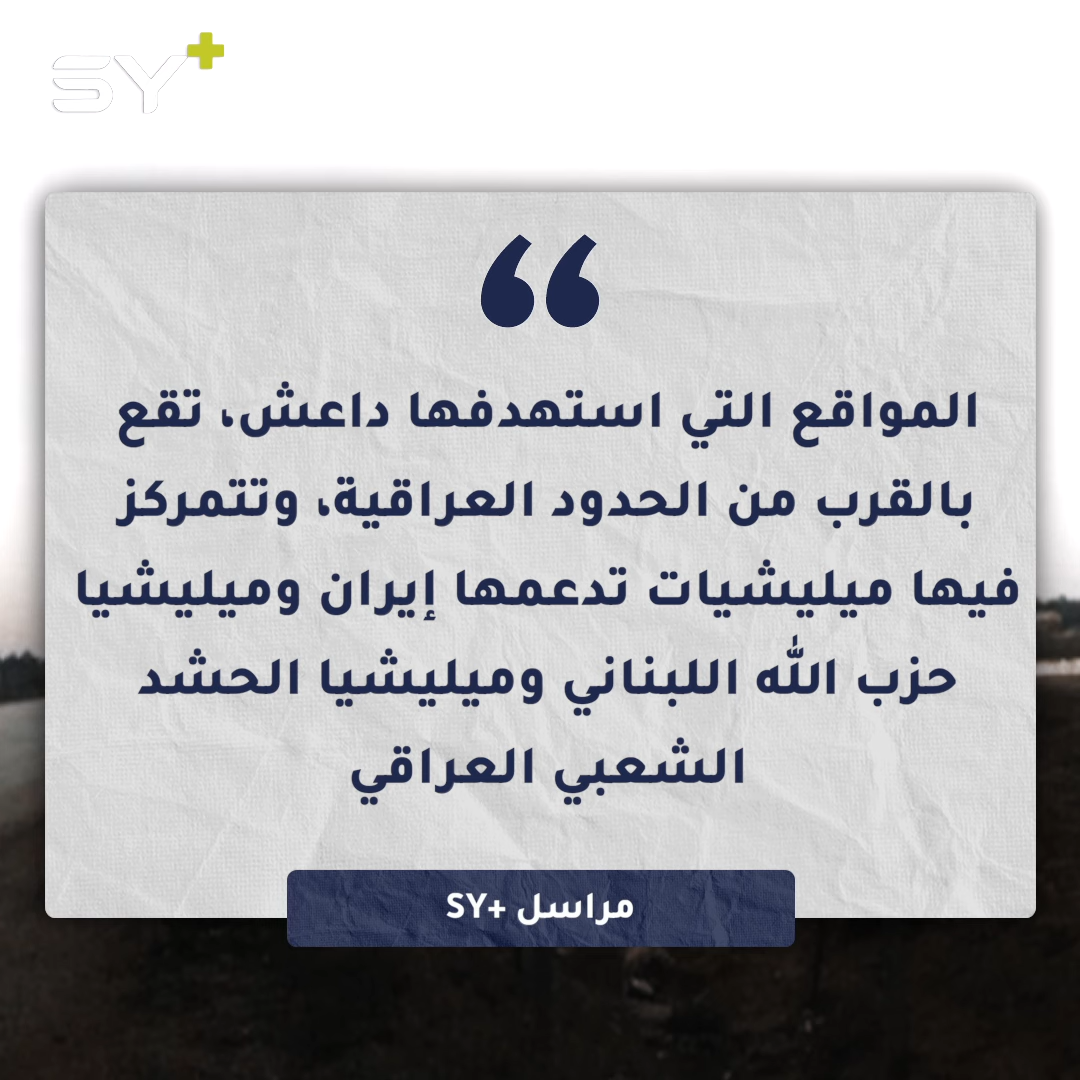 SY+
“
المواقع التي استهدفها داعش، تقع
بالقرب من الحدود العراقية، وتتمركز
فيها ميليشيات تدعمها إيران وميليشيا
حزب الله اللبناني وميليشيا الحشد
الشعبي العراقي
مراسل +SY